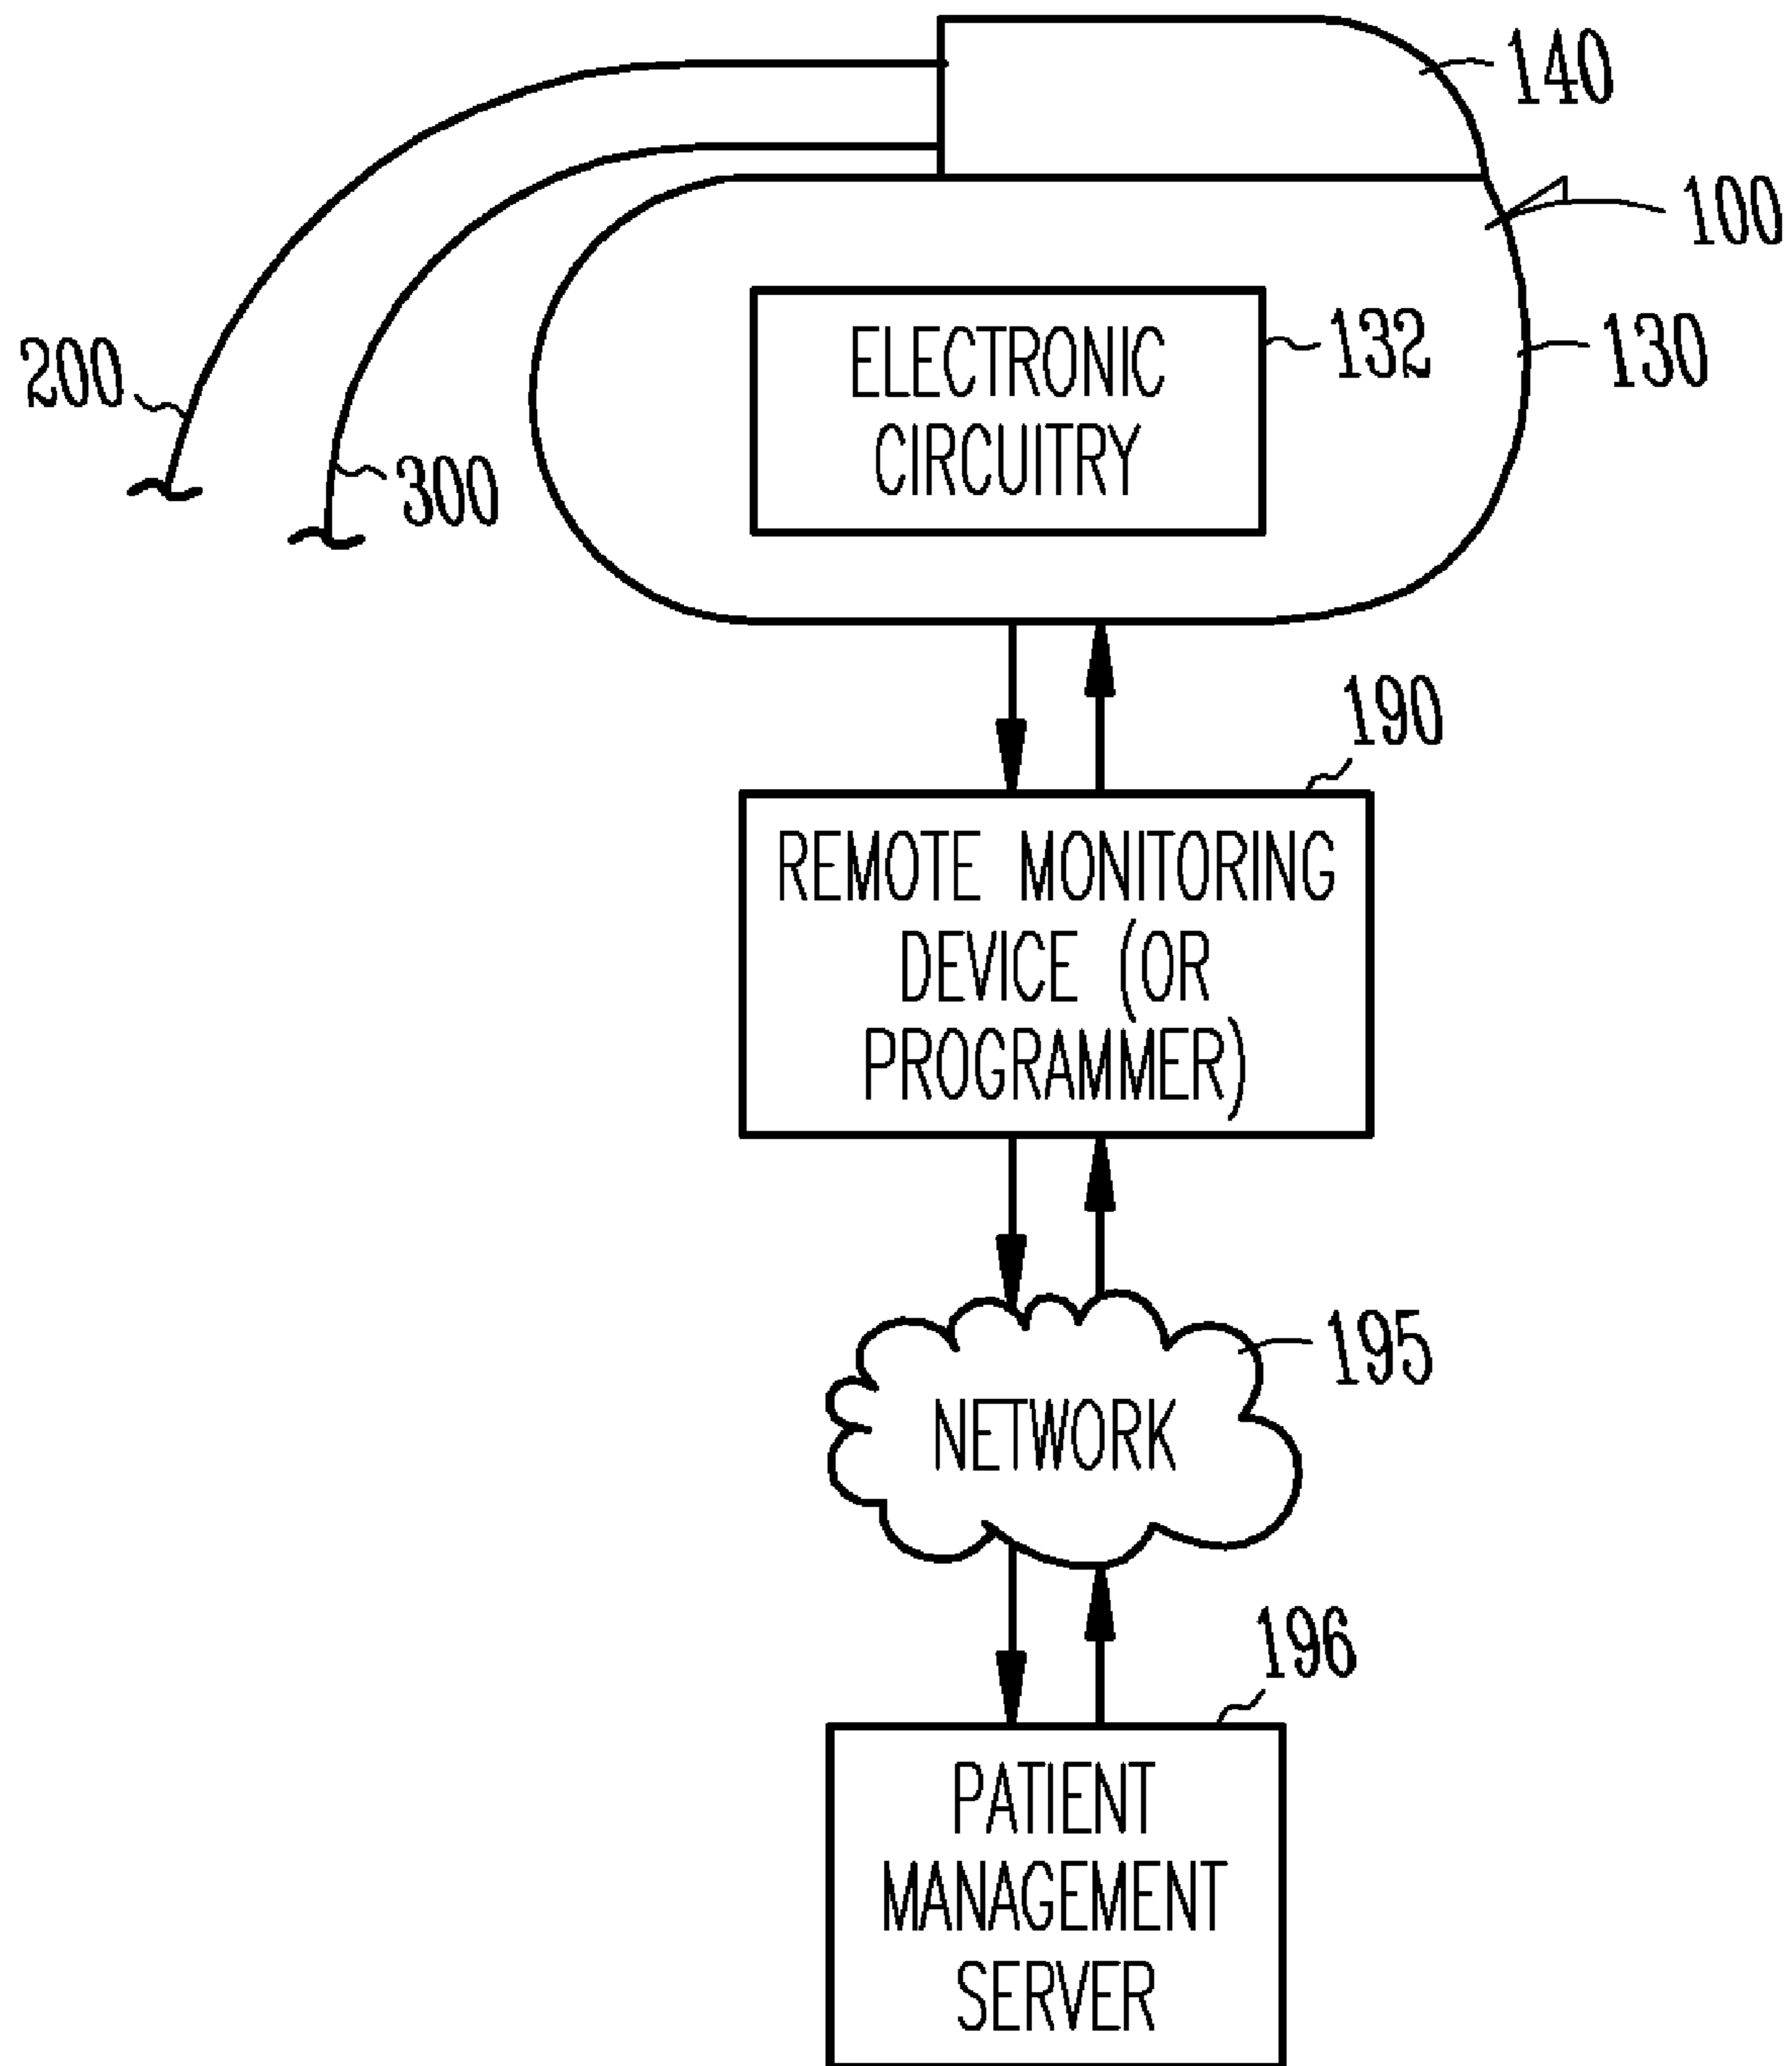 140
100
200
ELECTRONIC
CIRCUITRY
132
130
300
190
REMOTE MONITORING
DEVICE (OR
PROGRAMMER)
195
NETWORK
196
PATIENT
MANAGEMENT
SERVER